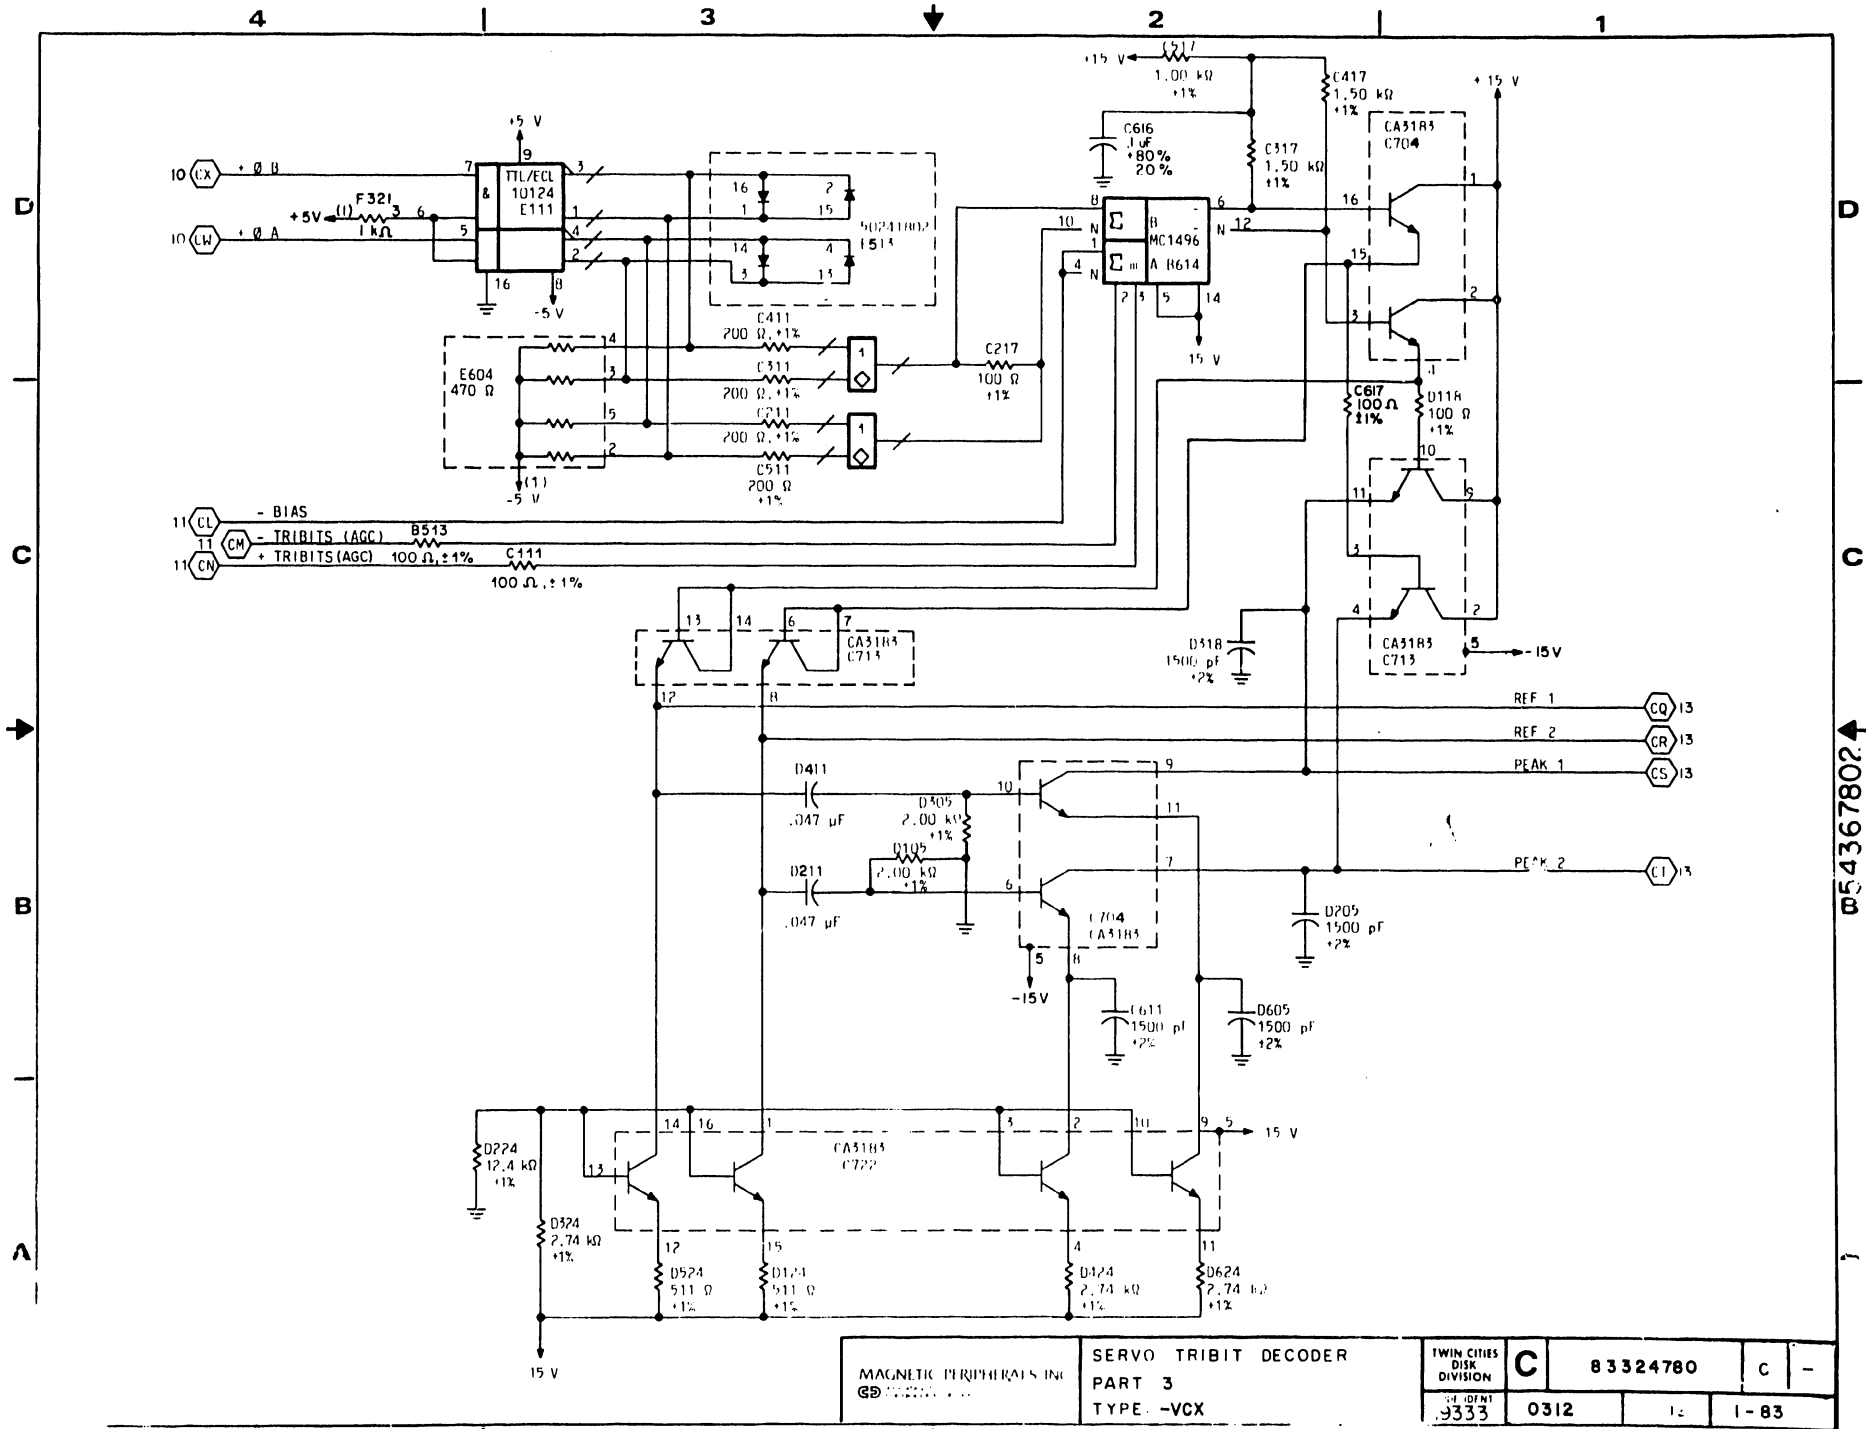 4 3 2 1
+15 V
C517
1.00 kΩ
+1%
C417
1.50 kΩ
+1%
+ 15 V
+5 V
9
C616
.1 uF
+80%
20%
C317
1.50 kΩ
±1%
CA3183
C704
10 CX + Ø B 7
TTL/ECL
10124
E111
&
3
16 2
1 15
50241802
F513
14 4
3 13
D
+5V (1) F321 3 6
1 kΩ
5
10 CW + Ø A
1
4
2
16 8
-5 V
8
10 N
1
4 N
Σ
Σ m
B
MC1496
A B614
6
N 12
2 3 5 14
15 V
16
1
15
2
3
4
D
E604
470 Ω
4
3
5
2
(1)
-5 V
C411
200 Ω, +1%
C311
200 Ω, +1%
C211
200 Ω, +1%
C511
200 Ω
+1%
1
1
C217
100 Ω
+1%
C617
100 Ω
±1%
D118
100 Ω
+1%
10
11 9
3
4 2
CA3183
C713
5
-15V
11 CL - BIAS
11 CM - TRIBITS (AGC) B513
100 Ω, ±1%
11 CN + TRIBITS (AGC) C111
100 Ω, ±1%
C
C
13 14 6 7
CA3183
C713
12 8
D318
1500 pF
+2%
REF 1 CQ 13
REF 2 CR 13
PEAK 1 CS 13
PEAK 2 CT 13
D411
.047 µF
D305
2.00 kΩ
+1%
D105
2.00 kΩ
+1%
D211
.047 µF
10 9
11
6 7
C704
CA3183
5 8
-15V
D205
1500 pF
+2%
B
B
B54367802
C611
1500 pF
+2%
D605
1500 pF
+2%
14 16 1 3 2 10 9 5
15 V
CA3183
C722
13
D224
12.4 kΩ
+1%
D324
2.74 kΩ
+1%
12 15 4 11
D524
511 Ω
+1%
D124
511 Ω
+1%
D424
2.74 kΩ
+1%
D624
2.74 kΩ
+1%
A
15 V
MAGNETIC PERIPHERALS INC
SERVO TRIBIT DECODER
PART 3
TYPE: -VCX
TWIN CITIES
DISK
DIVISION
C 83324780 C -
IDENT
9333 0312 1-83